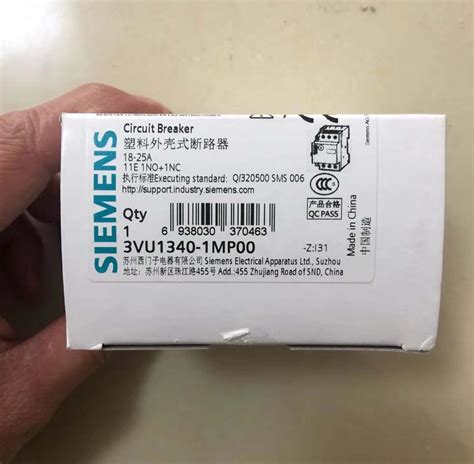 SIEMENS
Circuit Breaker
塑料外壳式断路器
18-25A
11E 1NO+1NC
执行标准Executing standard: Q/320500 SMS 006
http://support.industry.siemens.com
Qty
1
6 938030 370463
3VU1340-1MP00
-Z:I31
苏州西门子电器有限公司 Siemens Electrical Apparatus Ltd., Suzhou
地址:苏州新区珠江路455号 Add.:455 Zhujiang Road of SND, China
CCC
产品合格
QC PASS
Made in China
中国制造